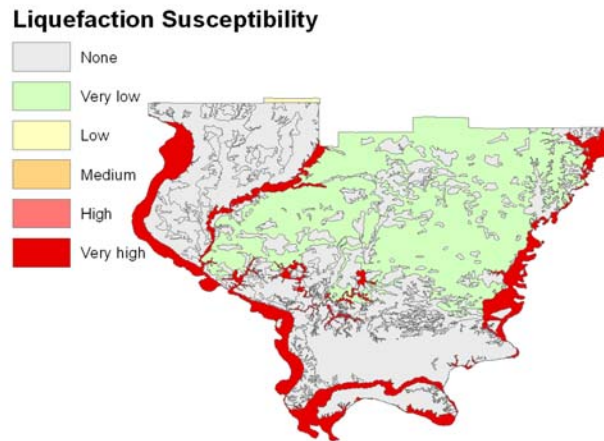 Liquefaction Susceptibility
None
Very low
Low
Medium
High
Very high